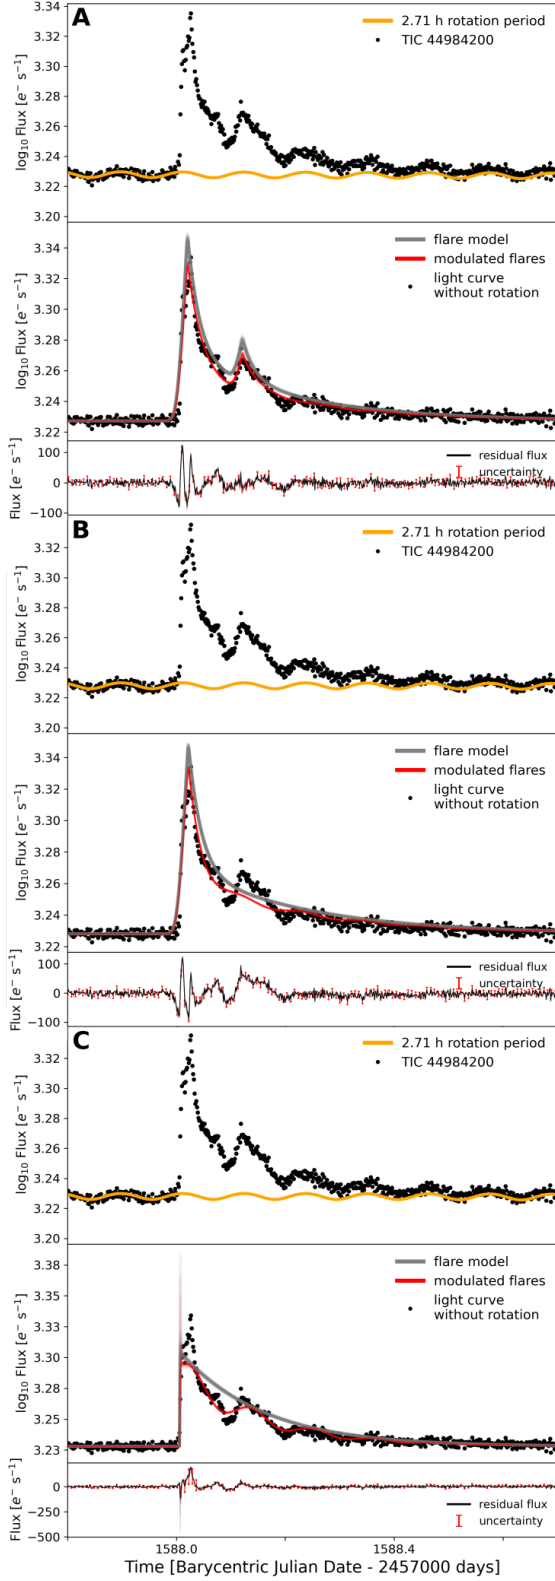 A
2.71 h rotation period
TIC 44984200
log10 Flux [e− s−1]
3.34
3.32
3.30
3.28
3.26
3.24
3.22
3.20
flare model
modulated flares
light curve
without rotation
log10 Flux [e− s−1]
3.34
3.32
3.30
3.28
3.26
3.24
3.22
residual flux
uncertainty
Flux [e− s−1]
100
0
−100
B
2.71 h rotation period
TIC 44984200
log10 Flux [e− s−1]
3.32
3.30
3.28
3.26
3.24
3.22
3.20
flare model
modulated flares
light curve
without rotation
log10 Flux [e− s−1]
3.34
3.32
3.30
3.28
3.26
3.24
3.22
residual flux
uncertainty
Flux [e− s−1]
100
0
−100
C
2.71 h rotation period
TIC 44984200
log10 Flux [e− s−1]
3.32
3.30
3.28
3.26
3.24
3.22
3.20
flare model
modulated flares
light curve
without rotation
log10 Flux [e− s−1]
3.38
3.35
3.33
3.30
3.28
3.25
3.23
residual flux
uncertainty
Flux [e− s−1]
0
−250
−500
1588.0
1588.4
Time [Barycentric Julian Date - 2457000 days]